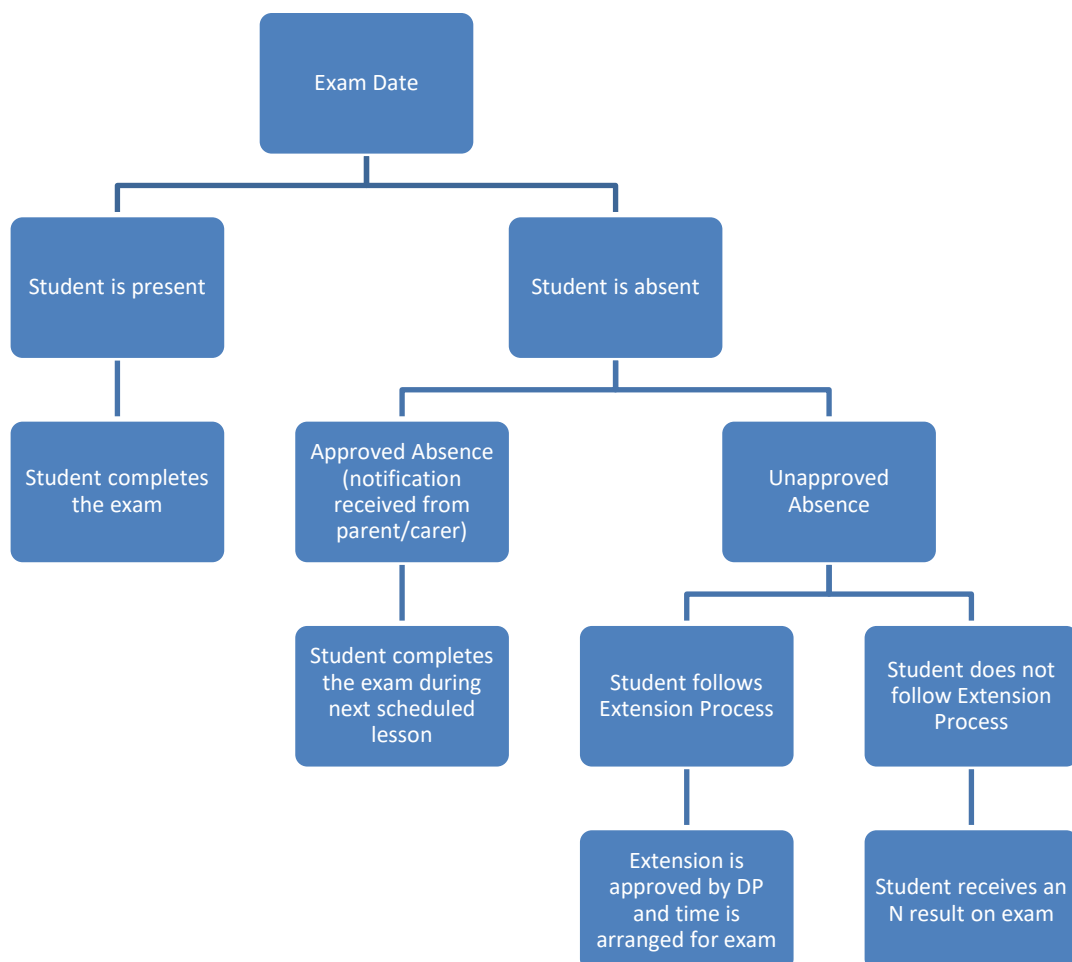 Exam Date
Student is present
Student is absent
Student completes
the exam
Approved Absence
(notification
received from
parent/carer)
Unapproved
Absence
Student completes
the exam during
next scheduled
lesson
Student follows
Extension Process
Student does not
follow Extension
Process
Extension is
approved by DP
and time is
arranged for exam
Student receives an
N result on exam